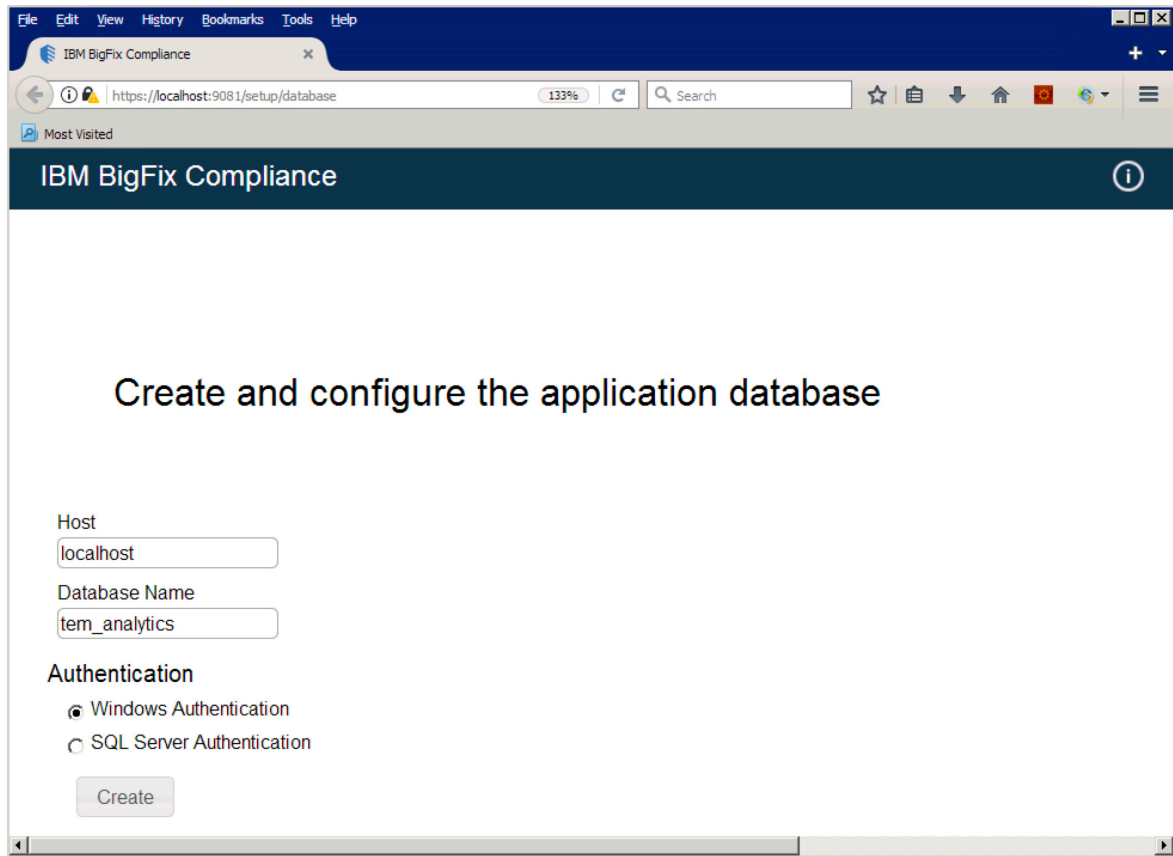 File Edit View History Bookmarks Tools Help
IBM BigFix Compliance
https://localhost:9081/setup/database 133% Search
Most Visited
IBM BigFix Compliance
Create and configure the application database
Host
localhost
Database Name
tem_analytics
Authentication
Windows Authentication
SQL Server Authentication
Create